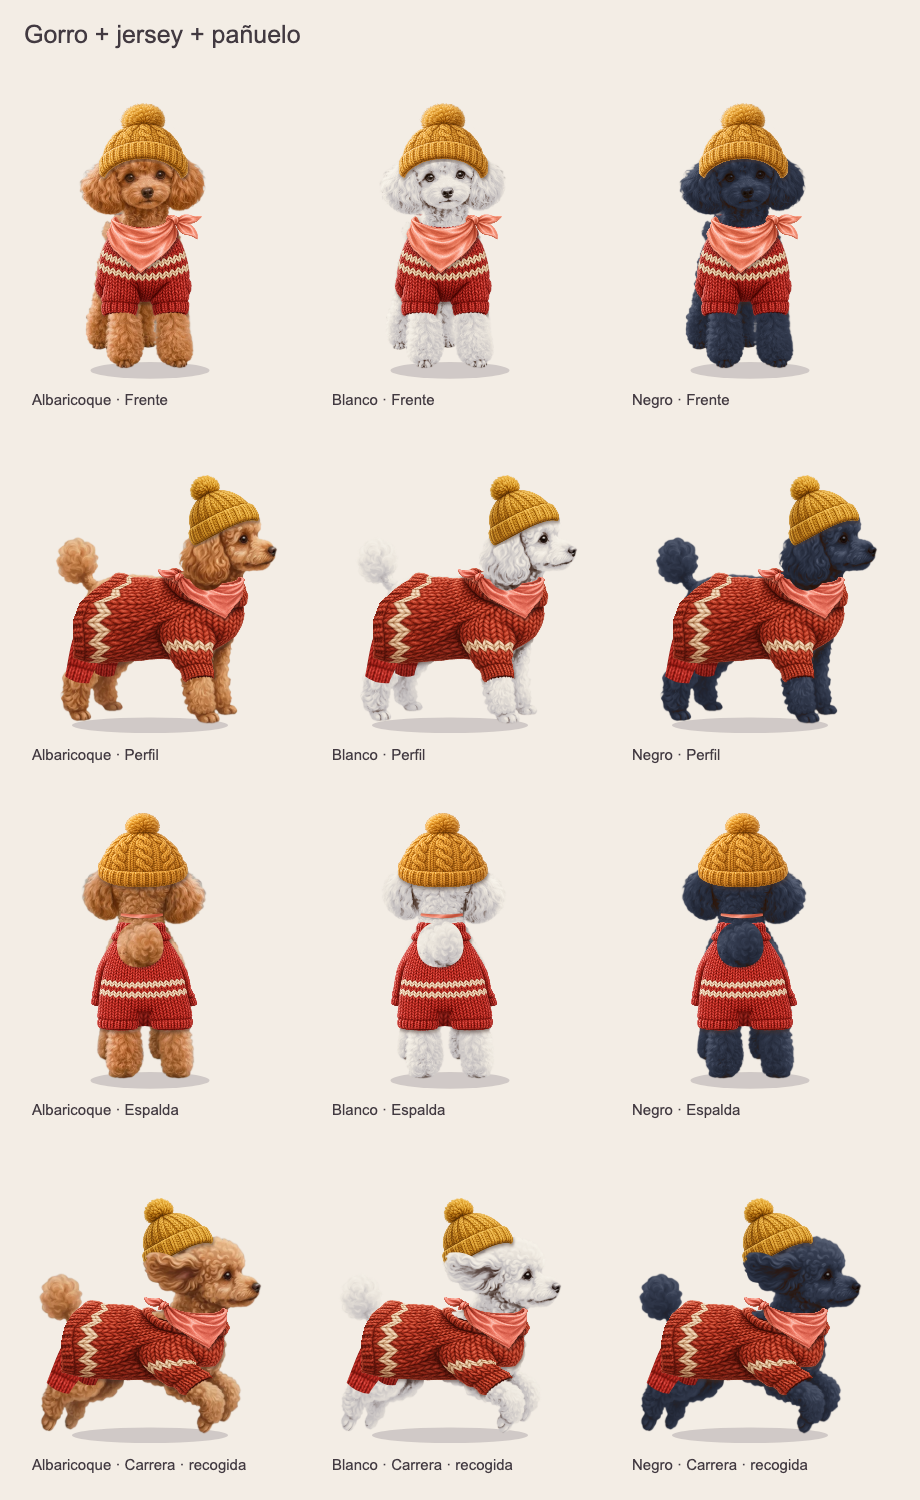 Gorro + jersey + pañuelo
Albaricoque · Frente
Blanco · Frente
Negro · Frente
Albaricoque · Perfil
Blanco · Perfil
Negro · Perfil
Albaricoque · Espalda
Blanco · Espalda
Negro · Espalda
Albaricoque · Carrera · recogida
Blanco · Carrera · recogida
Negro · Carrera · recogida